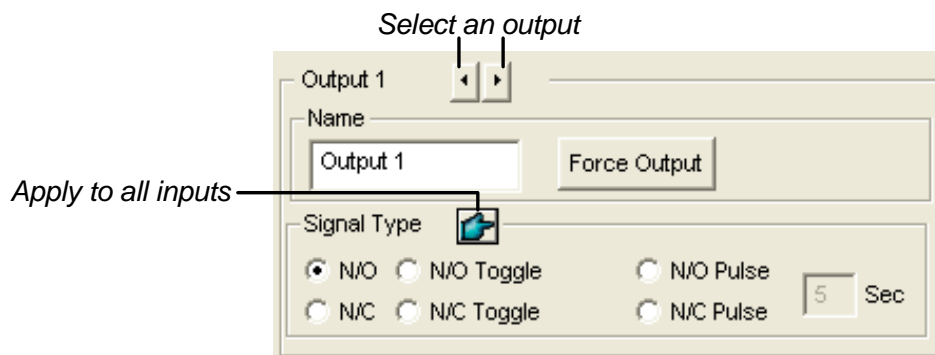 Select an output
Output 1
Name
Output 1
Force Output
Apply to all inputs
Signal Type
N/O N/O Toggle N/O Pulse
5 Sec
N/C N/C Toggle N/C Pulse